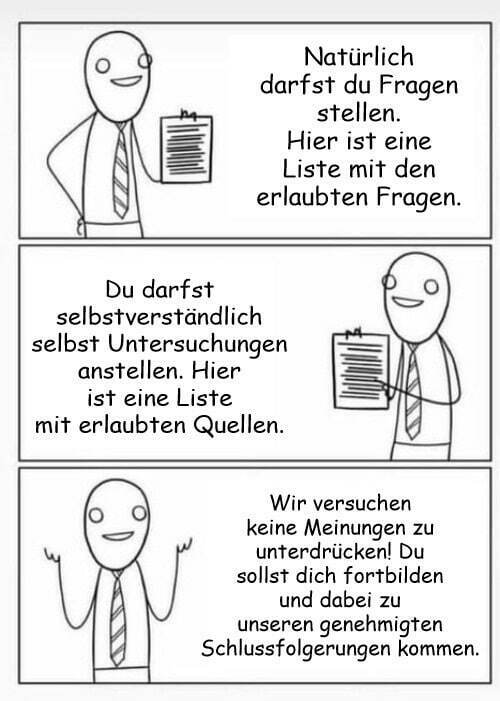 Natürlich
darfst du Fragen
stellen.
Hier ist eine
Liste mit den
erlaubten Fragen.
Du darfst
selbstverständlich
selbst Untersuchungen
anstellen. Hier
ist eine Liste
mit erlaubten Quellen.
Wir versuchen
keine Meinungen zu
unterdrücken! Du
sollst dich fortbilden
und dabei zu
unseren genehmigten
Schlussfolgerungen kommen.